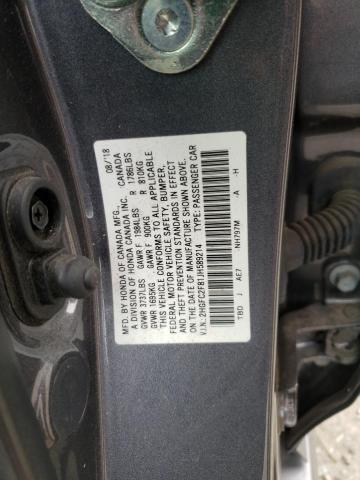 MFD. BY HONDA OF CANADA MFG. 08/'18
A DIVISION OF HONDA CANADA INC. CANADA
GVWR 3737LBS GAWR F 1984LBS R 1786LBS
GVWR 1695KG GAWR F 900KG R 810KG
THIS VEHICLE CONFORMS TO ALL APPLICABLE
FEDERAL MOTOR VEHICLE SAFETY, BUMPER,
AND THEFT PREVENTION STANDARDS IN EFFECT
ON THE DATE OF MANUFACTURE SHOWN ABOVE.
V.I.N. 2HGFC2F81JH589214 TYPE: PASSENGER CAR
TBD J AE7 NH797M -A -H